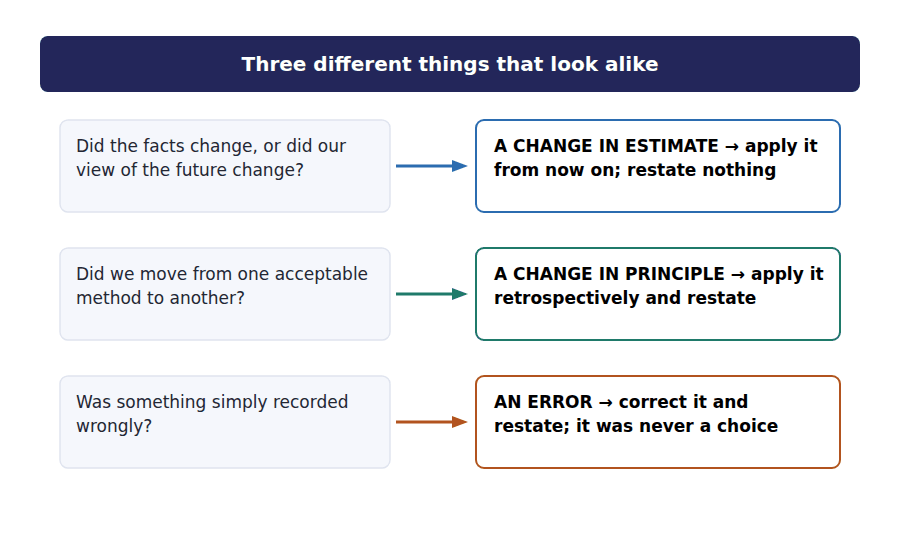 Three different things that look alike
Did the facts change, or did our
view of the future change?
A CHANGE IN ESTIMATE → apply it
from now on; restate nothing
Did we move from one acceptable
method to another?
A CHANGE IN PRINCIPLE → apply it
retrospectively and restate
Was something simply recorded
wrongly?
AN ERROR → correct it and
restate; it was never a choice